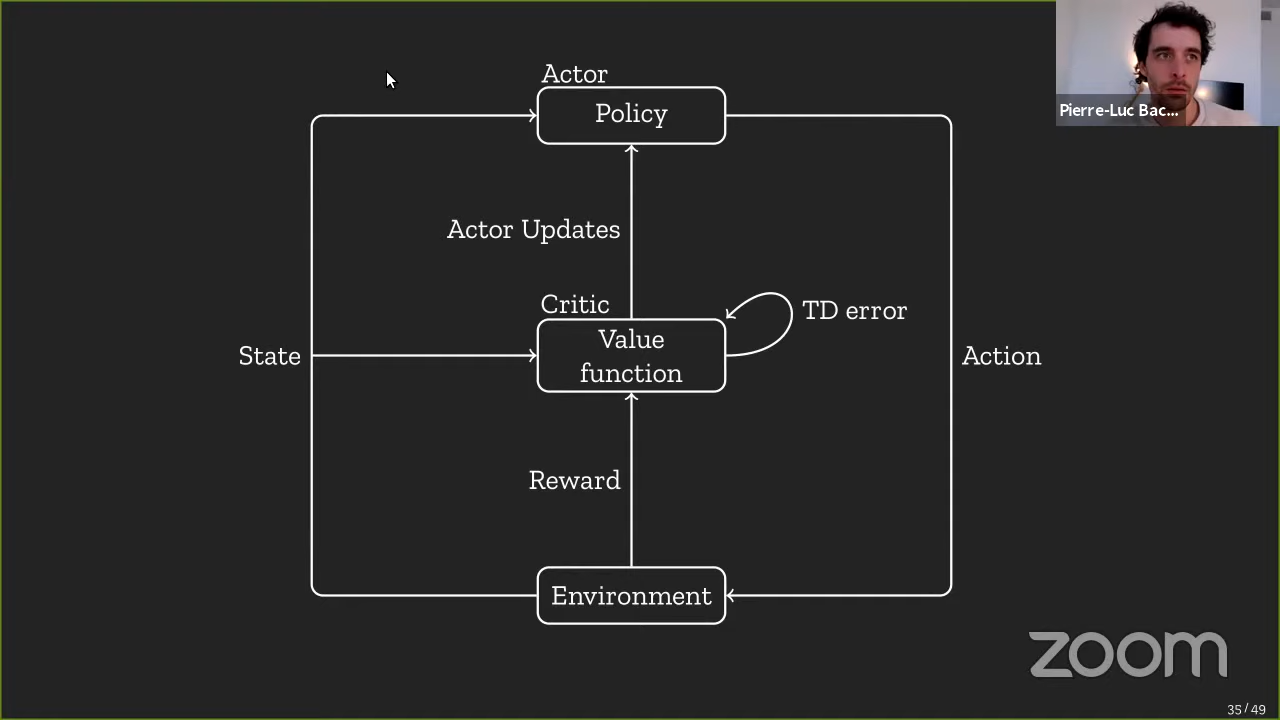 Actor
Policy
Pierre-Luc Bac...
Actor Updates
Critic
TD error
Value
function
State
Action
Reward
Environment
zoom
35 / 49